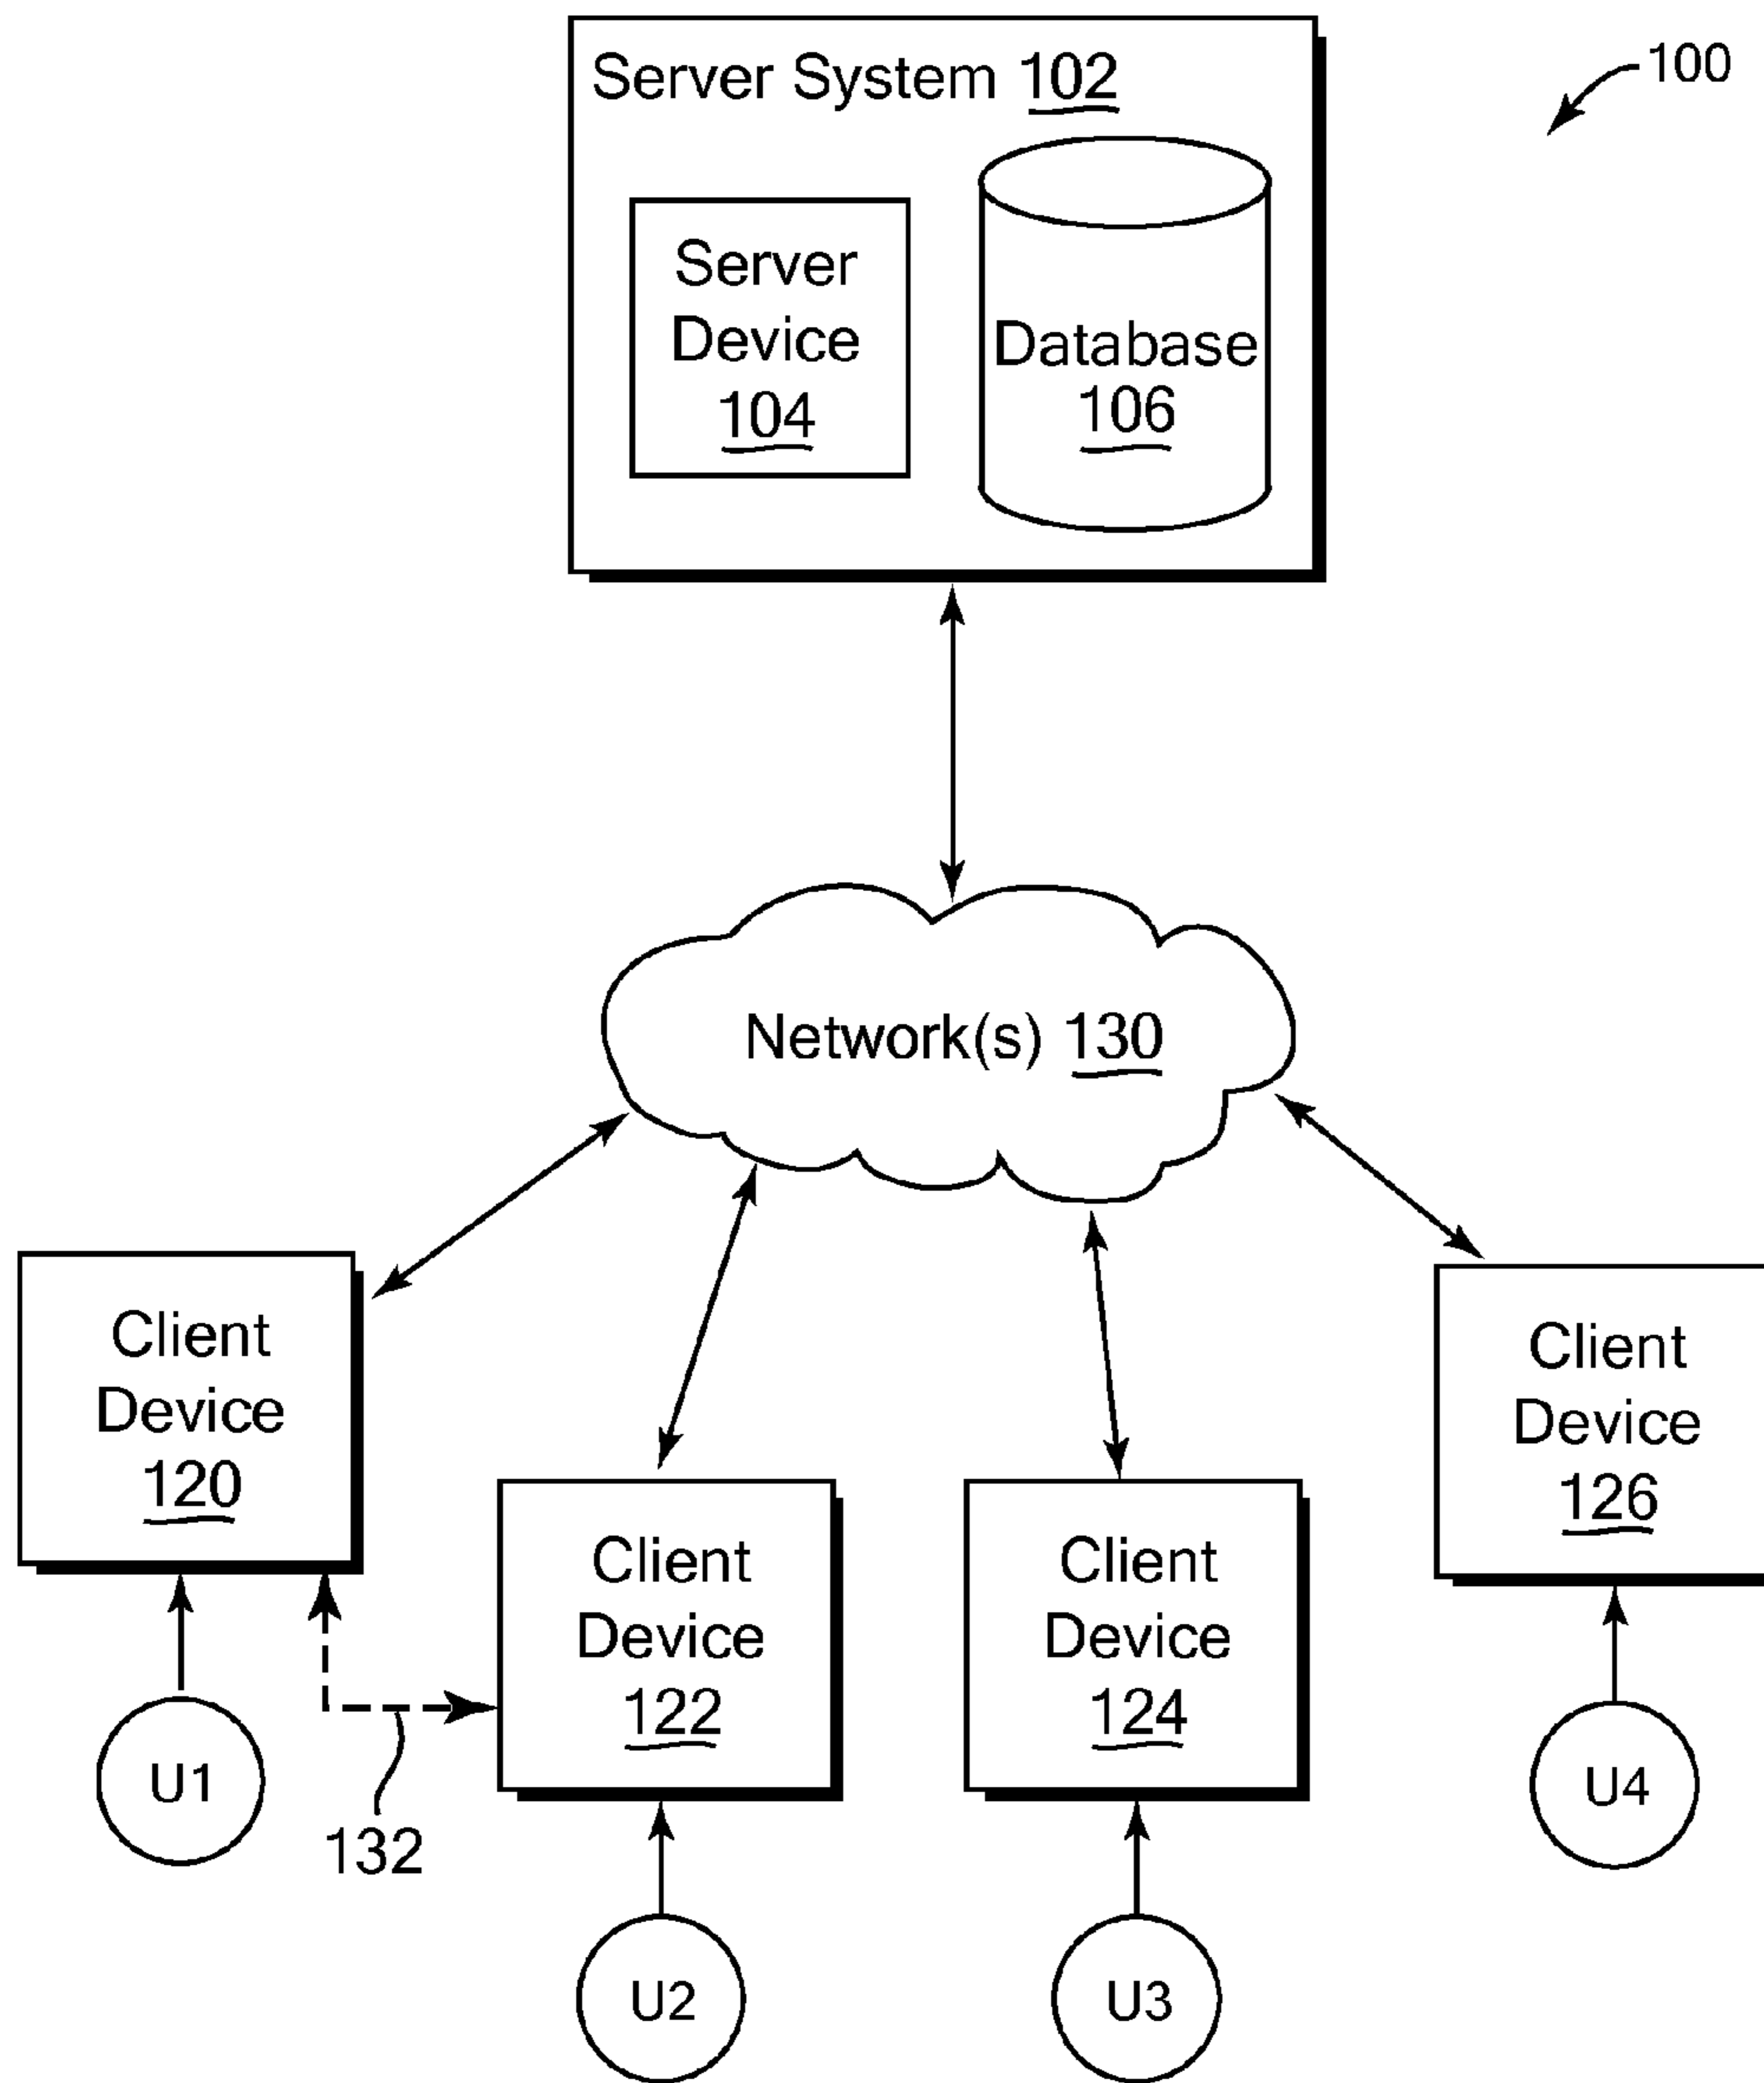 Server System 102
100
Server
Device
104
Database
106
Network(s) 130
Client
Device
120
Client
Device
122
Client
Device
124
Client
Device
126
U1
132
U2
U3
U4